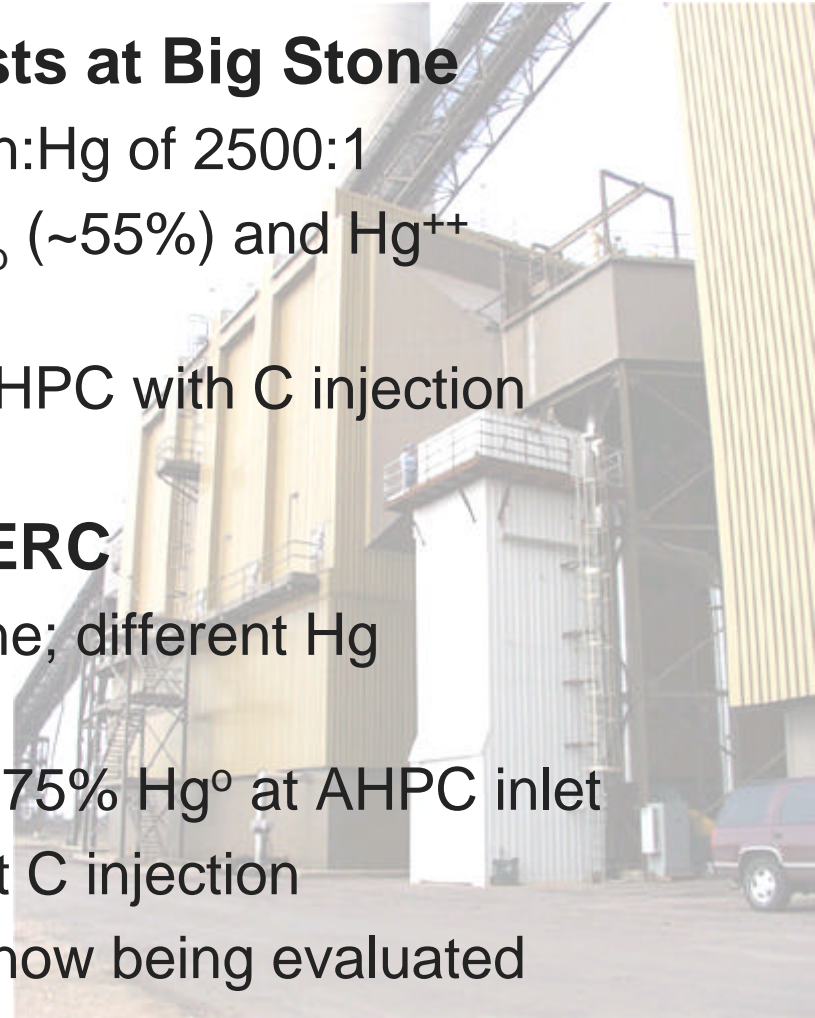 sts at Big Stone
n:Hg of 2500:1
(~55%) and Hg⁺⁺
HPC with C injection
ERC
ne; different Hg
75% Hgº at AHPC inlet
t C injection
now being evaluated